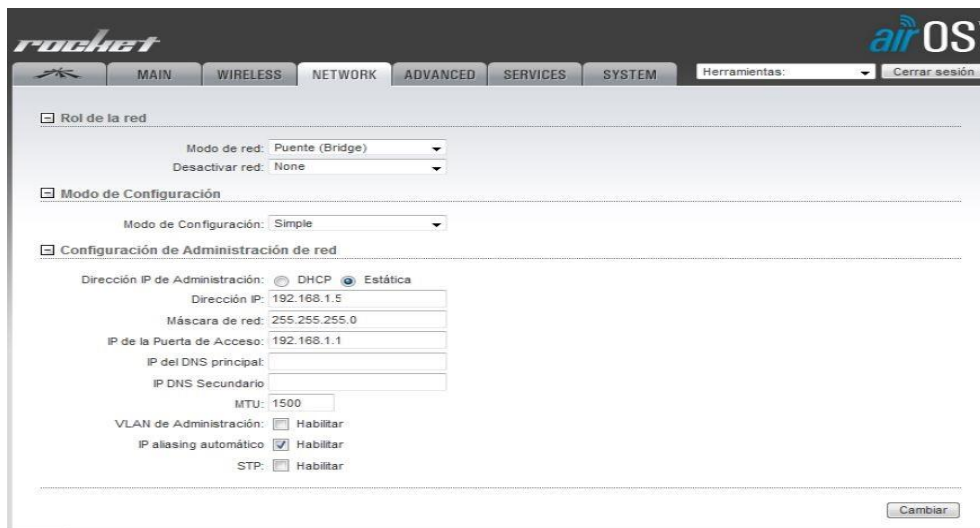 rocket
airOS
MAIN WIRELESS NETWORK ADVANCED SERVICES SYSTEM Herramientas: Cerrar sesión
Rol de la red
Modo de red: Puente (Bridge)
Desactivar red: None
Modo de Configuración
Modo de Configuración: Simple
Configuración de Administración de red
Dirección IP de Administración: DHCP Estática
Dirección IP: 192.168.1.5
Máscara de red: 255.255.255.0
IP de la Puerta de Acceso: 192.168.1.1
IP del DNS principal:
IP DNS Secundario
MTU: 1500
VLAN de Administración: Habilitar
IP aliasing automático Habilitar
STP: Habilitar
Cambiar